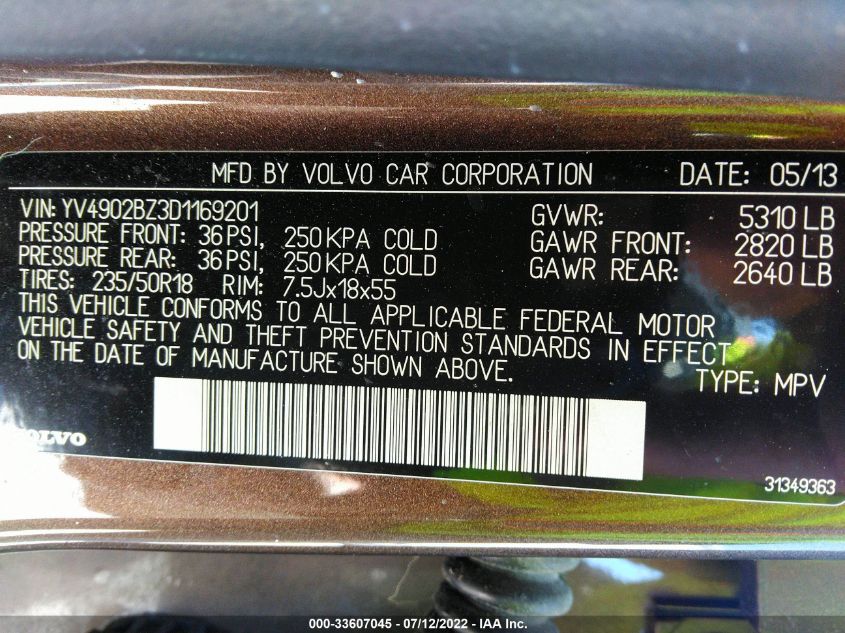 MFD BY VOLVO CAR CORPORATION DATE: 05/13
VIN: YV4902BZ3D1169201 GVWR: 5310 LB
PRESSURE FRONT: 36 PSI, 250 KPA COLD GAWR FRONT: 2820 LB
PRESSURE REAR: 36 PSI, 250 KPA COLD GAWR REAR: 2640 LB
TIRES: 235/50R18 RIM: 7.5Jx18x55
THIS VEHICLE CONFORMS TO ALL APPLICABLE FEDERAL MOTOR
VEHICLE SAFETY AND THEFT PREVENTION STANDARDS IN EFFECT
ON THE DATE OF MANUFACTURE SHOWN ABOVE.
TYPE: MPV
VOLVO
31349363
000-33607045 - 07/12/2022 - IAA Inc.